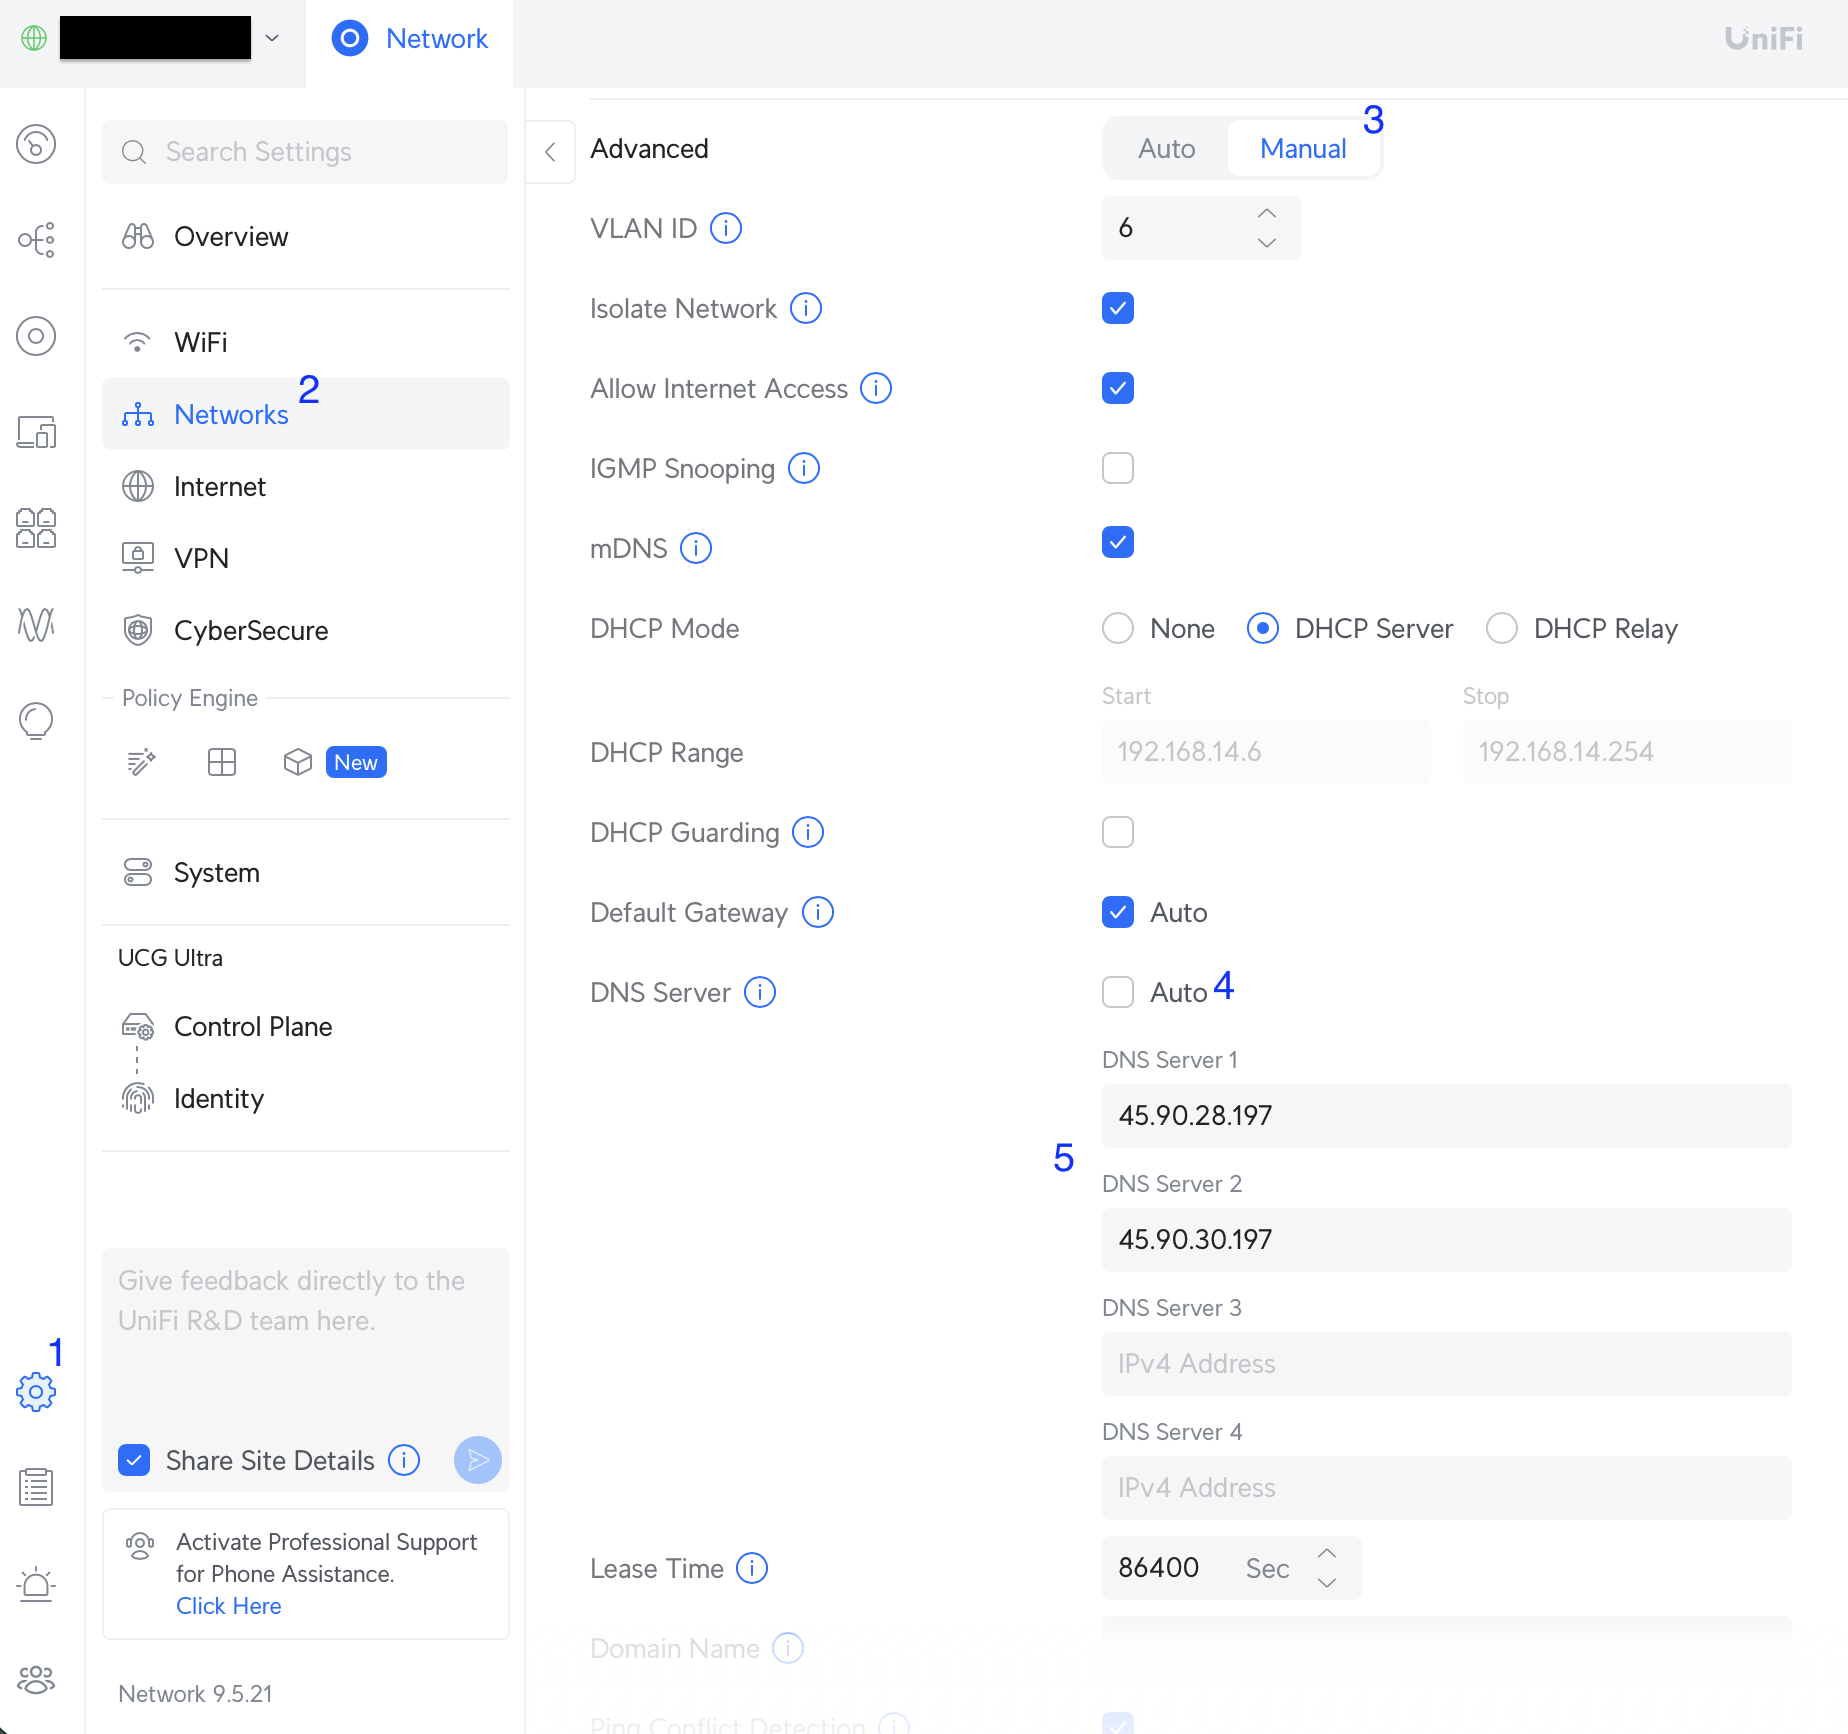 Network
UniFi
Search Settings
Overview
WiFi
Networks 2
Internet
VPN
CyberSecure
Policy Engine
New
System
UCG Ultra
Control Plane
Identity
Give feedback directly to the
UniFi R&D team here.
1
Share Site Details
Activate Professional Support
for Phone Assistance.
Click Here
Network 9.5.21
Advanced
Auto Manual 3
VLAN ID
6
Isolate Network
Allow Internet Access
IGMP Snooping
mDNS
DHCP Mode
None DHCP Server DHCP Relay
Start Stop
DHCP Range
192.168.14.6 192.168.14.254
DHCP Guarding
Default Gateway
Auto
DNS Server
Auto 4
DNS Server 1
45.90.28.197
5
DNS Server 2
45.90.30.197
DNS Server 3
IPv4 Address
DNS Server 4
IPv4 Address
Lease Time
86400 Sec
Domain Name
Ping Conflict Detection